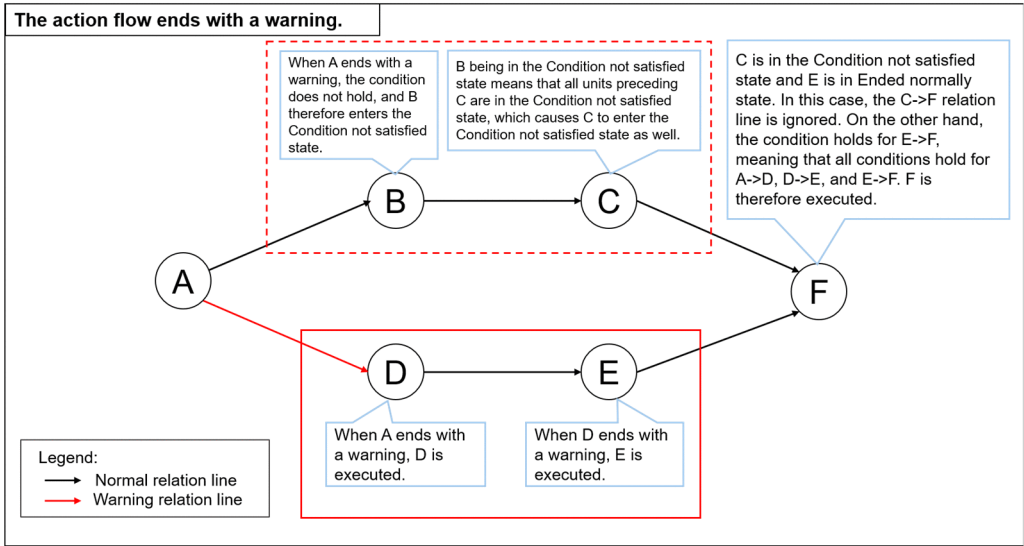 The action flow ends with a warning.
When A ends with a
warning, the condition
does not hold, and B
therefore enters the
Condition not satisfied
state.
B being in the Condition not satisfied
state means that all units preceding
C are in the Condition not satisfied
state, which causes C to enter the
Condition not satisfied state as well.
C is in the Condition not satisfied
state and E is in Ended normally
state. In this case, the C->F relation
line is ignored. On the other hand,
the condition holds for E->F,
meaning that all conditions hold for
A->D, D->E, and E->F. F is
therefore executed.
B
C
A
F
D
E
When A ends with
a warning, D is
executed.
When D ends with
a warning, E is
executed.
Legend:
Normal relation line
Warning relation line